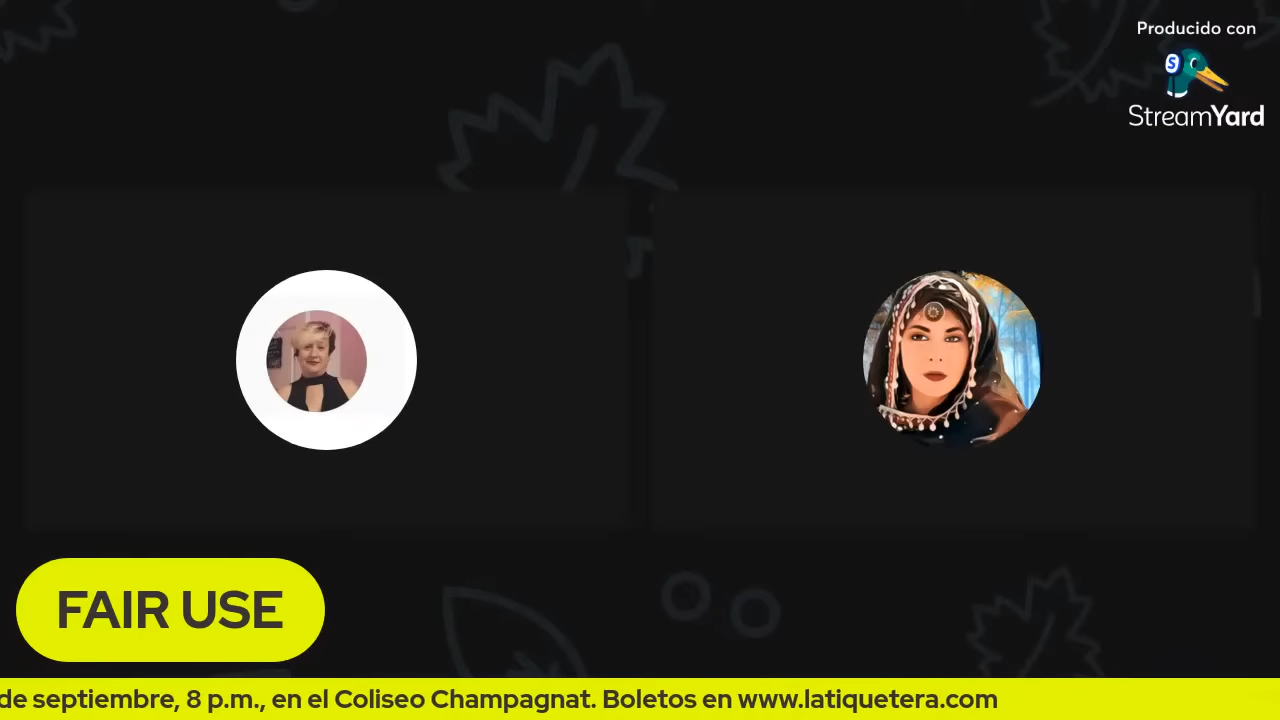 Producido con
StreamYard
FAIR USE
de septiembre, 8 p.m., en el Coliseo Champagnat. Boletos en www.latiquetera.com